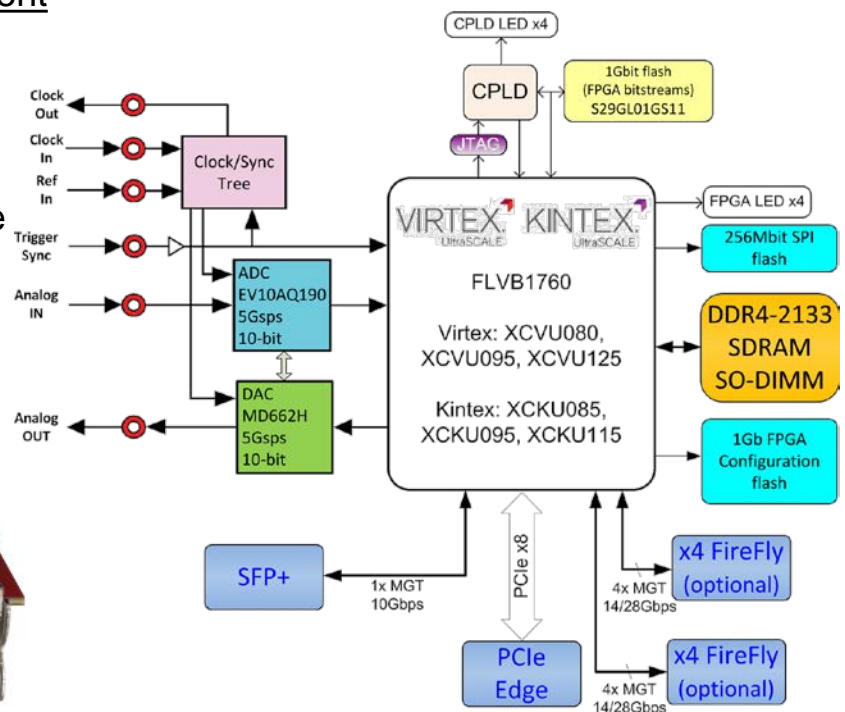 CPLD LED x4
CPLD
1Gbit flash
(FPGA bitstreams)
S29GL01GS11
JTAG
Clock
Out
Clock
In
Ref
In
Clock/Sync
Tree
Trigger
Sync
Analog
IN
ADC
EV10AQ190
5Gsps
10-bit
DAC
MD662H
5Gsps
10-bit
Analog
OUT
VIRTEX.
UltraSCALE
KINTEX.
UltraSCALE
FLVB1760
Virtex: XCVU080,
XCVU095, XCVU125
Kintex: XCKU085,
XCKU095, XCKU115
FPGA LED x4
256Mbit SPI
flash
DDR4-2133
SDRAM
SO-DIMM
1Gb FPGA
Configuration
flash
SFP+
1x MGT
10Gbps
PCIe x8
PCIe
Edge
4x MGT
14/28Gbps
x4 FireFly
(optional)
4x MGT
14/28Gbps
x4 FireFly
(optional)